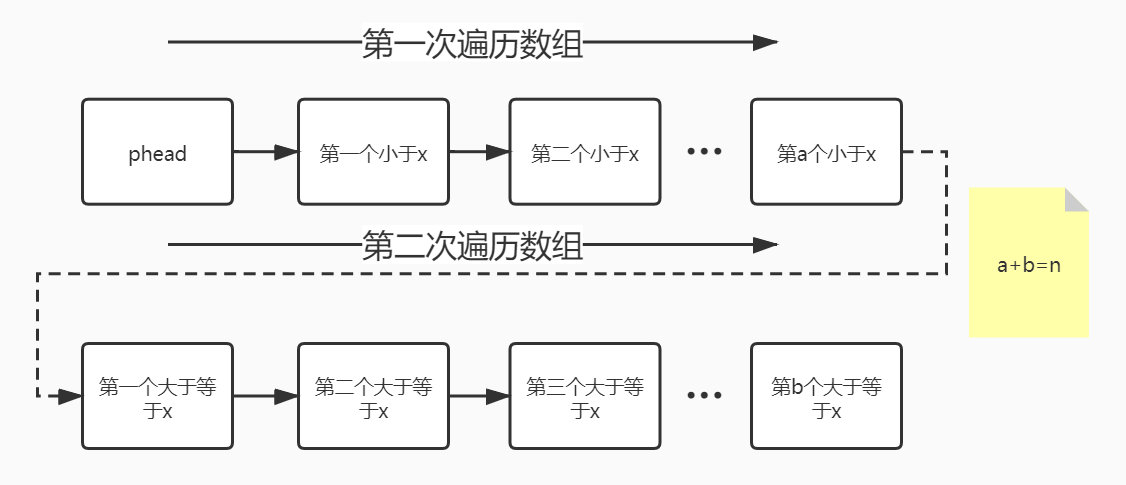 第一次遍历数组
phead
第一个小于x
第二个小于x
•••
第a个小于x
第二次遍历数组
a+b=n
第一个大于等
于x
第二个大于等
于x
第三个大于等
于x
•••
第b个大于等
于x